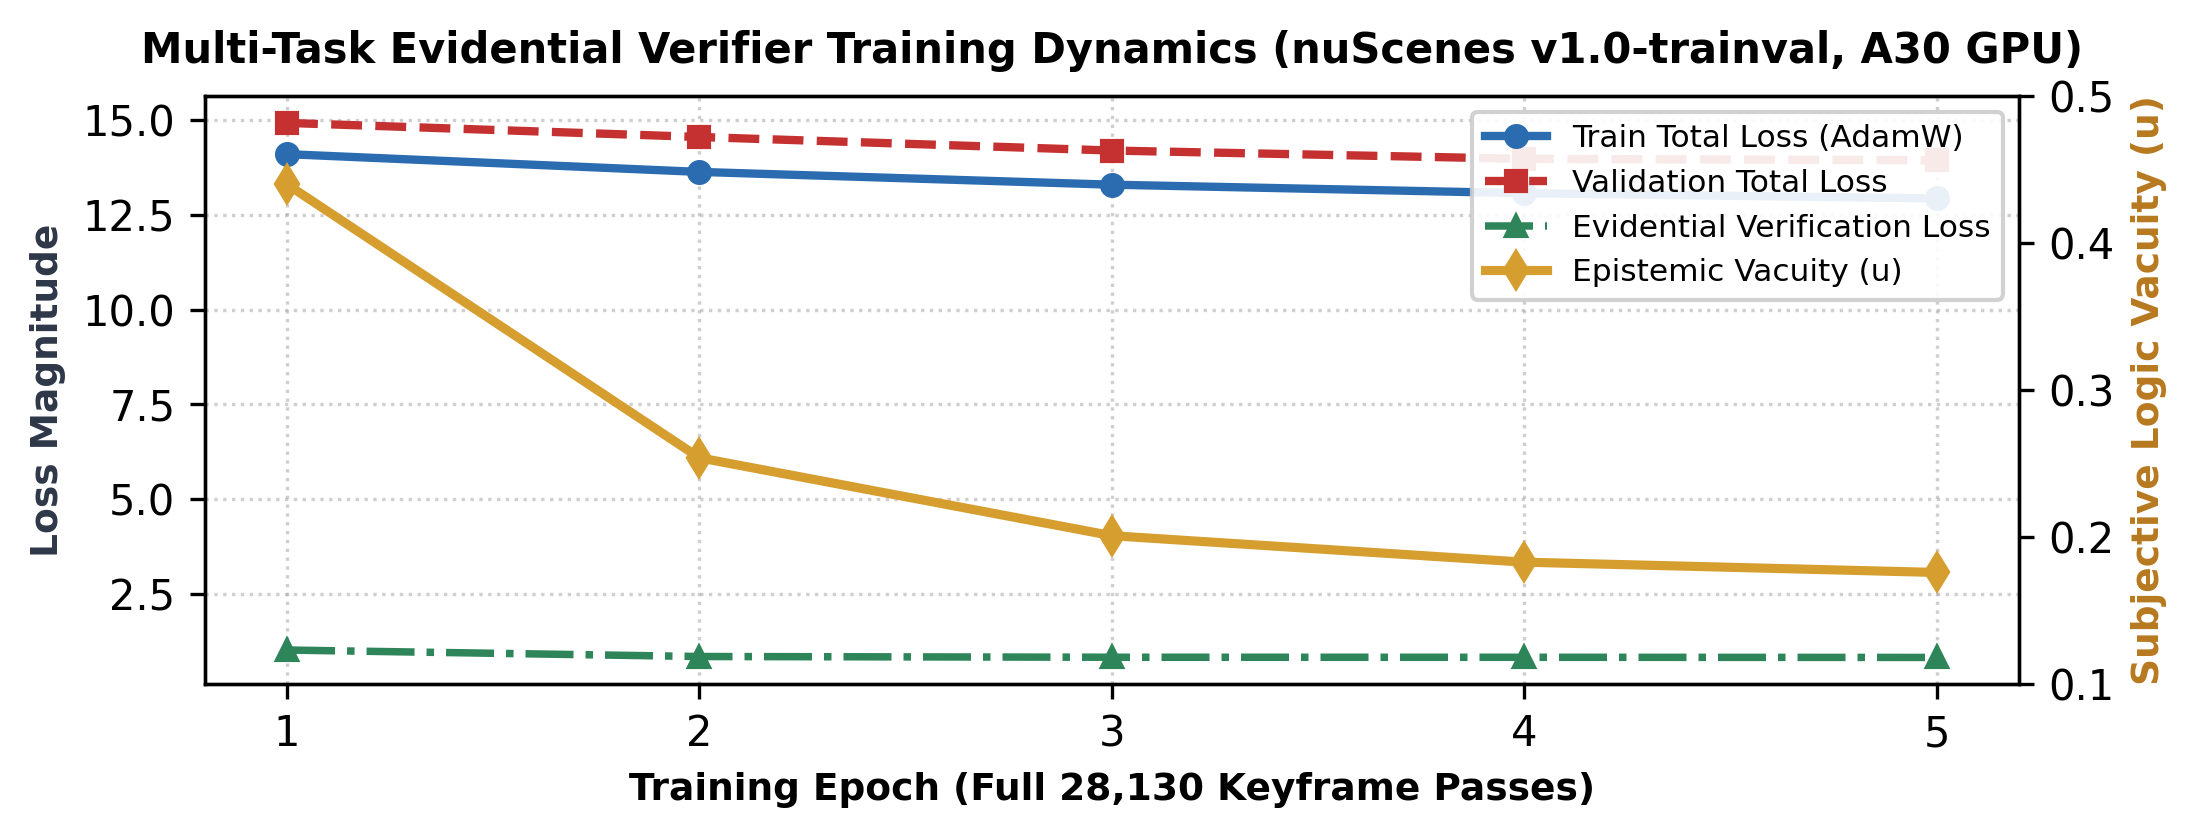 Multi-Task Evidential Verifier Training Dynamics (nuScenes v1.0-trainval, A30 GPU)
Loss Magnitude
15.0
12.5
10.0
7.5
5.0
2.5
Train Total Loss (AdamW)
Validation Total Loss
Evidential Verification Loss
Epistemic Vacuity (u)
0.5
0.4
0.3
0.2
0.1
Subjective Logic Vacuity (u)
1 2 3 4 5
Training Epoch (Full 28,130 Keyframe Passes)